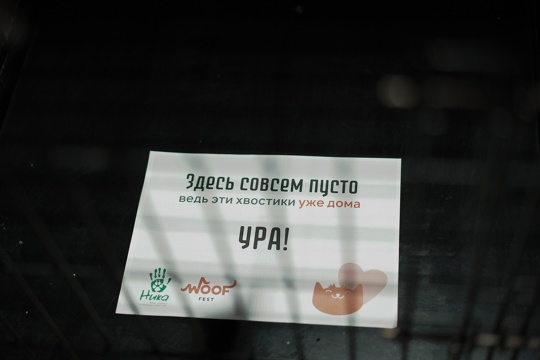 Здесь совсем пусто
ведь эти хвостики уже дома
УРА!
Ника
WOOF
FEST